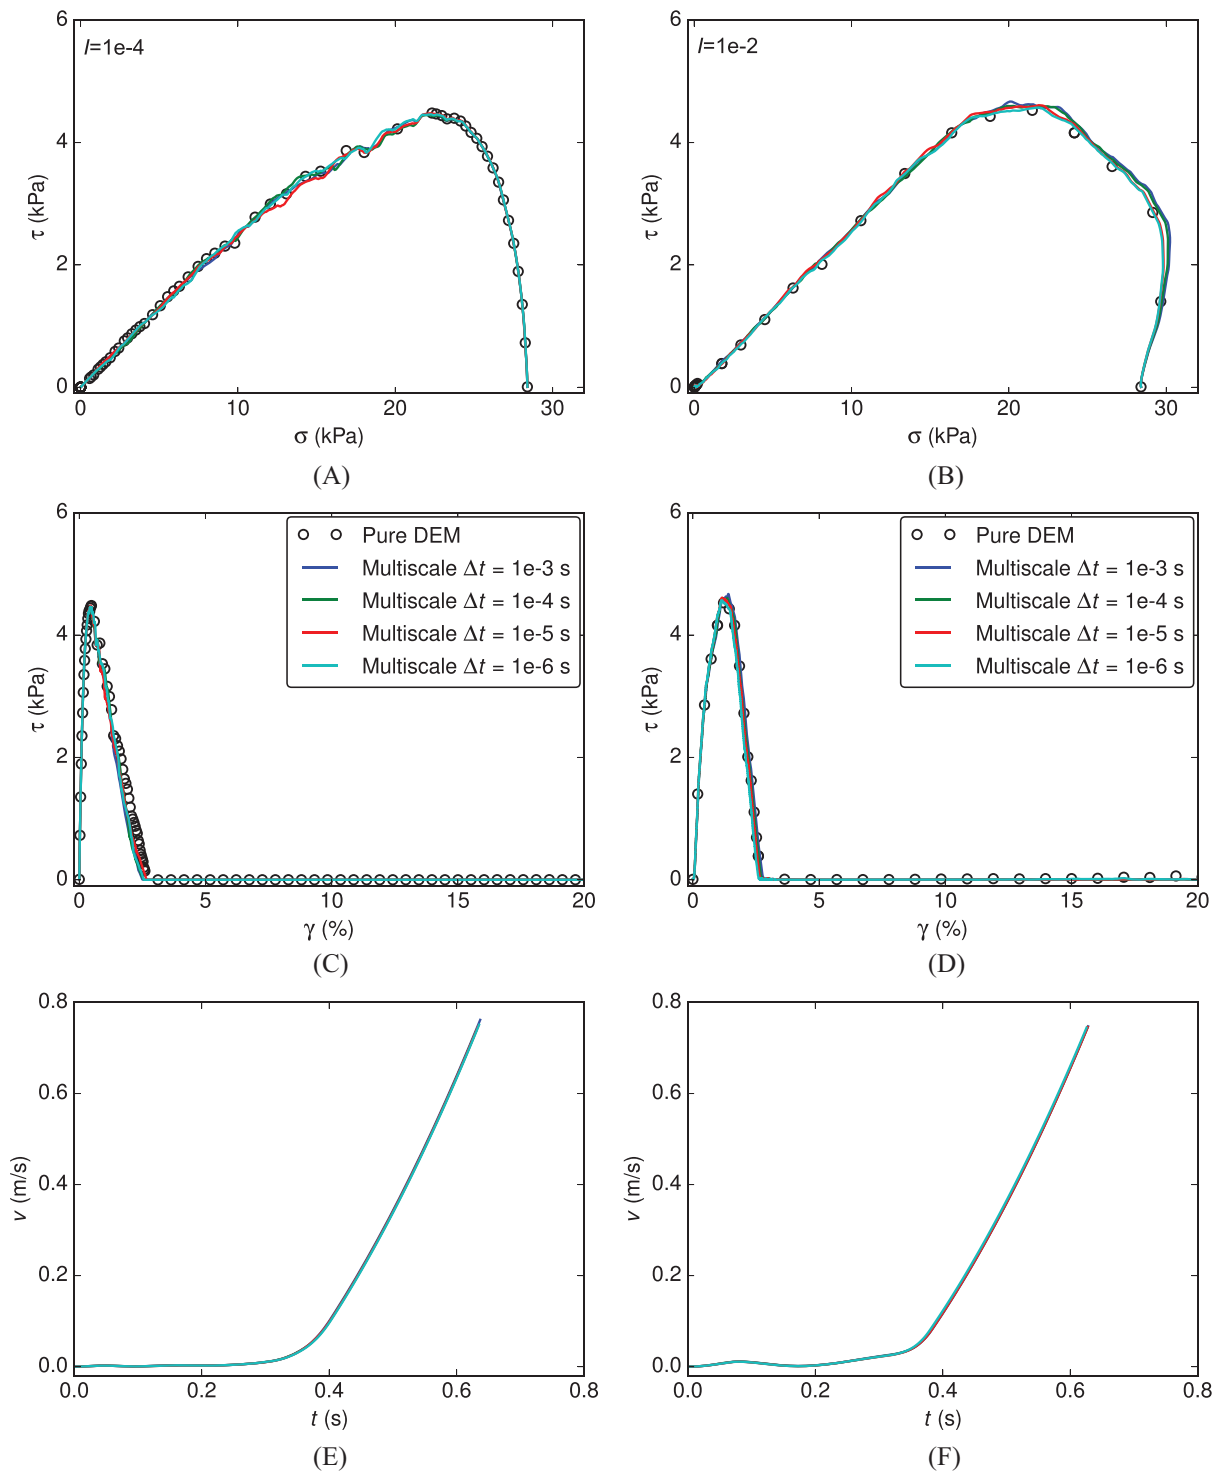 6
4
2
0
τ (kPa)
I=1e-4
0
10
20
30
σ (kPa)
(A)
6
4
2
0
τ (kPa)
I=1e-2
0
10
20
30
σ (kPa)
(B)
6
4
2
0
τ (kPa)
Pure DEM
Multiscale Δt = 1e-3 s
Multiscale Δt = 1e-4 s
Multiscale Δt = 1e-5 s
Multiscale Δt = 1e-6 s
0
5
10
15
20
γ (%)
(C)
6
4
2
0
τ (kPa)
Pure DEM
Multiscale Δt = 1e-3 s
Multiscale Δt = 1e-4 s
Multiscale Δt = 1e-5 s
Multiscale Δt = 1e-6 s
0
5
10
15
20
γ (%)
(D)
0.8
0.6
0.4
0.2
0.0
v (m/s)
0.0
0.2
0.4
0.6
0.8
t (s)
(E)
0.8
0.6
0.4
0.2
0.0
v (m/s)
0.0
0.2
0.4
0.6
0.8
t (s)
(F)